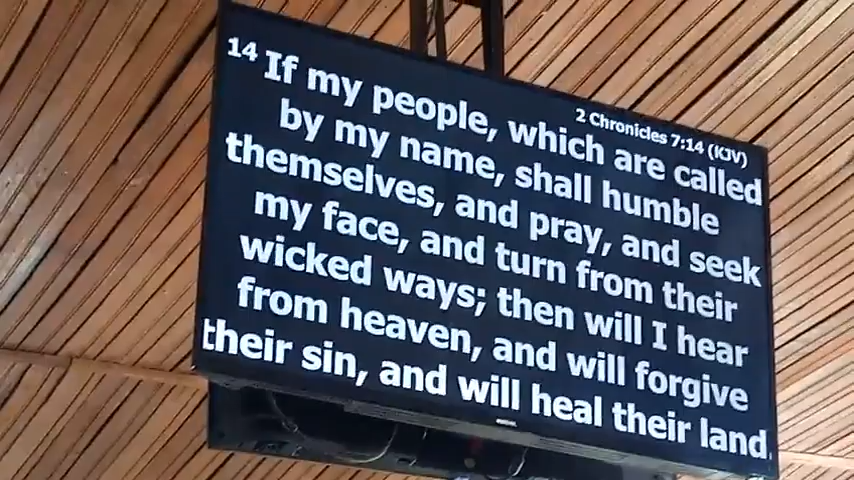 2 Chronicles 7:14 (KJV)
14 If my people, which are called
by my name, shall humble
themselves, and pray, and seek
my face, and turn from their
wicked ways; then will I hear
from heaven, and will forgive
their sin, and will heal their land.